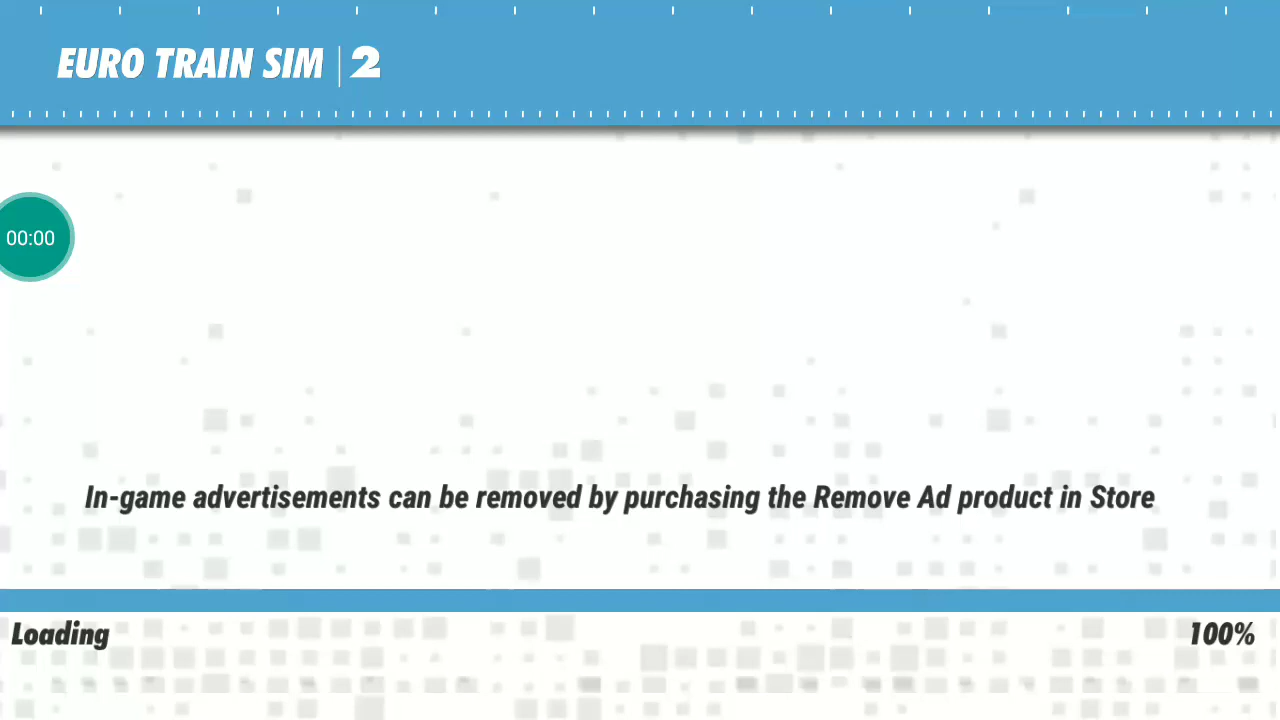 EURO TRAIN SIM | 2
00:00
In-game advertisements can be removed by purchasing the Remove Ad product in Store
Loading
100%